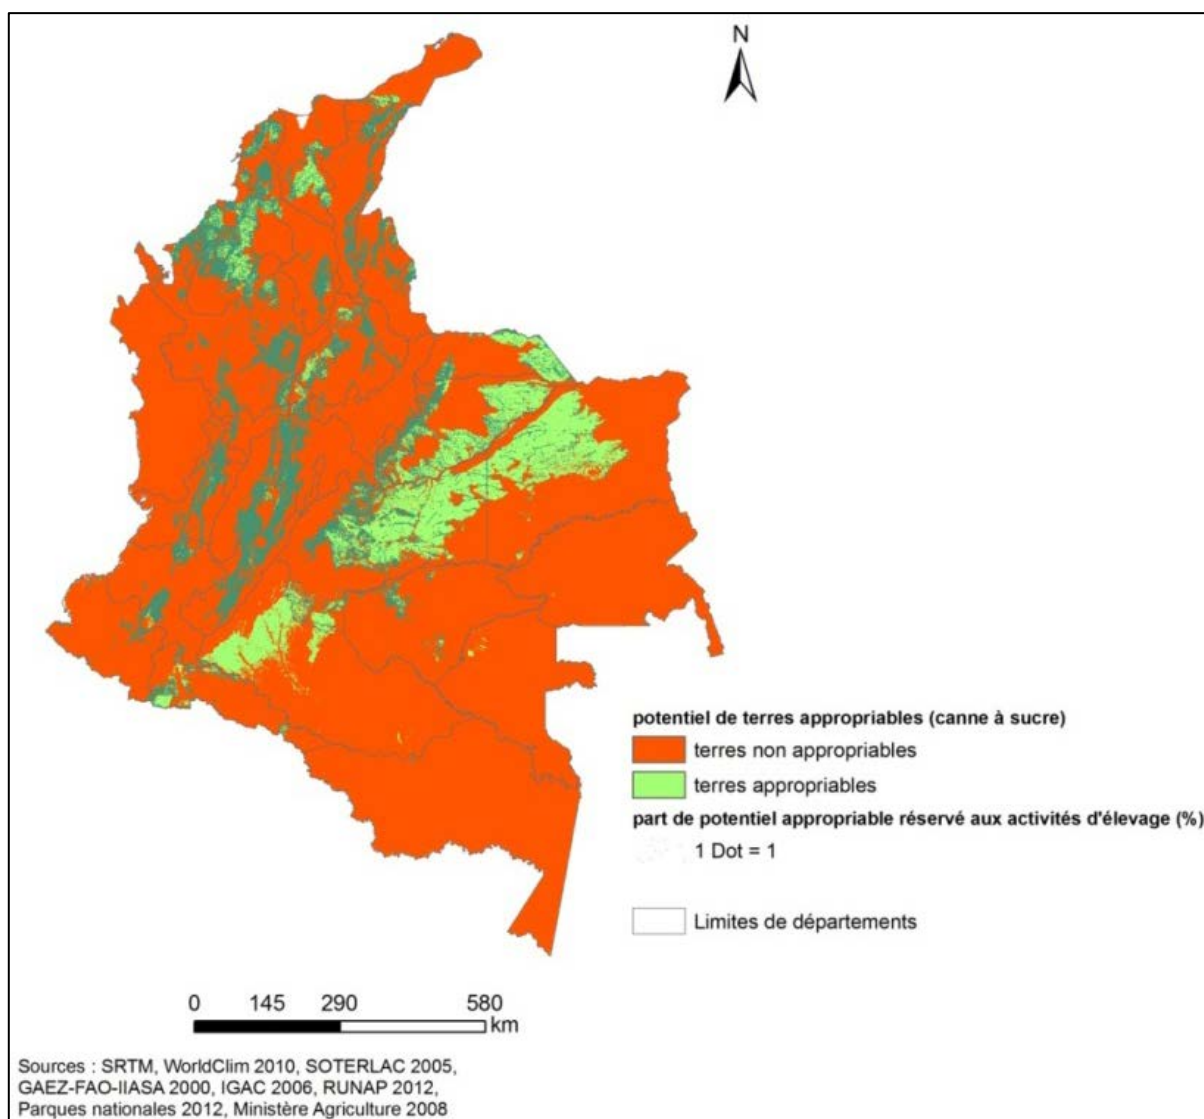 N
potentiel de terres appropriables (canne à sucre)
terres non appropriables
terres appropriables
part de potentiel appropriable réservé aux activités d'élevage (%)
1 Dot = 1
Limites de départements
0 145 290 580
km
Sources : SRTM, WorldClim 2010, SOTERLAC 2005,
GAEZ-FAO-IIASA 2000, IGAC 2006, RUNAP 2012,
Parques nationales 2012, Ministère Agriculture 2008